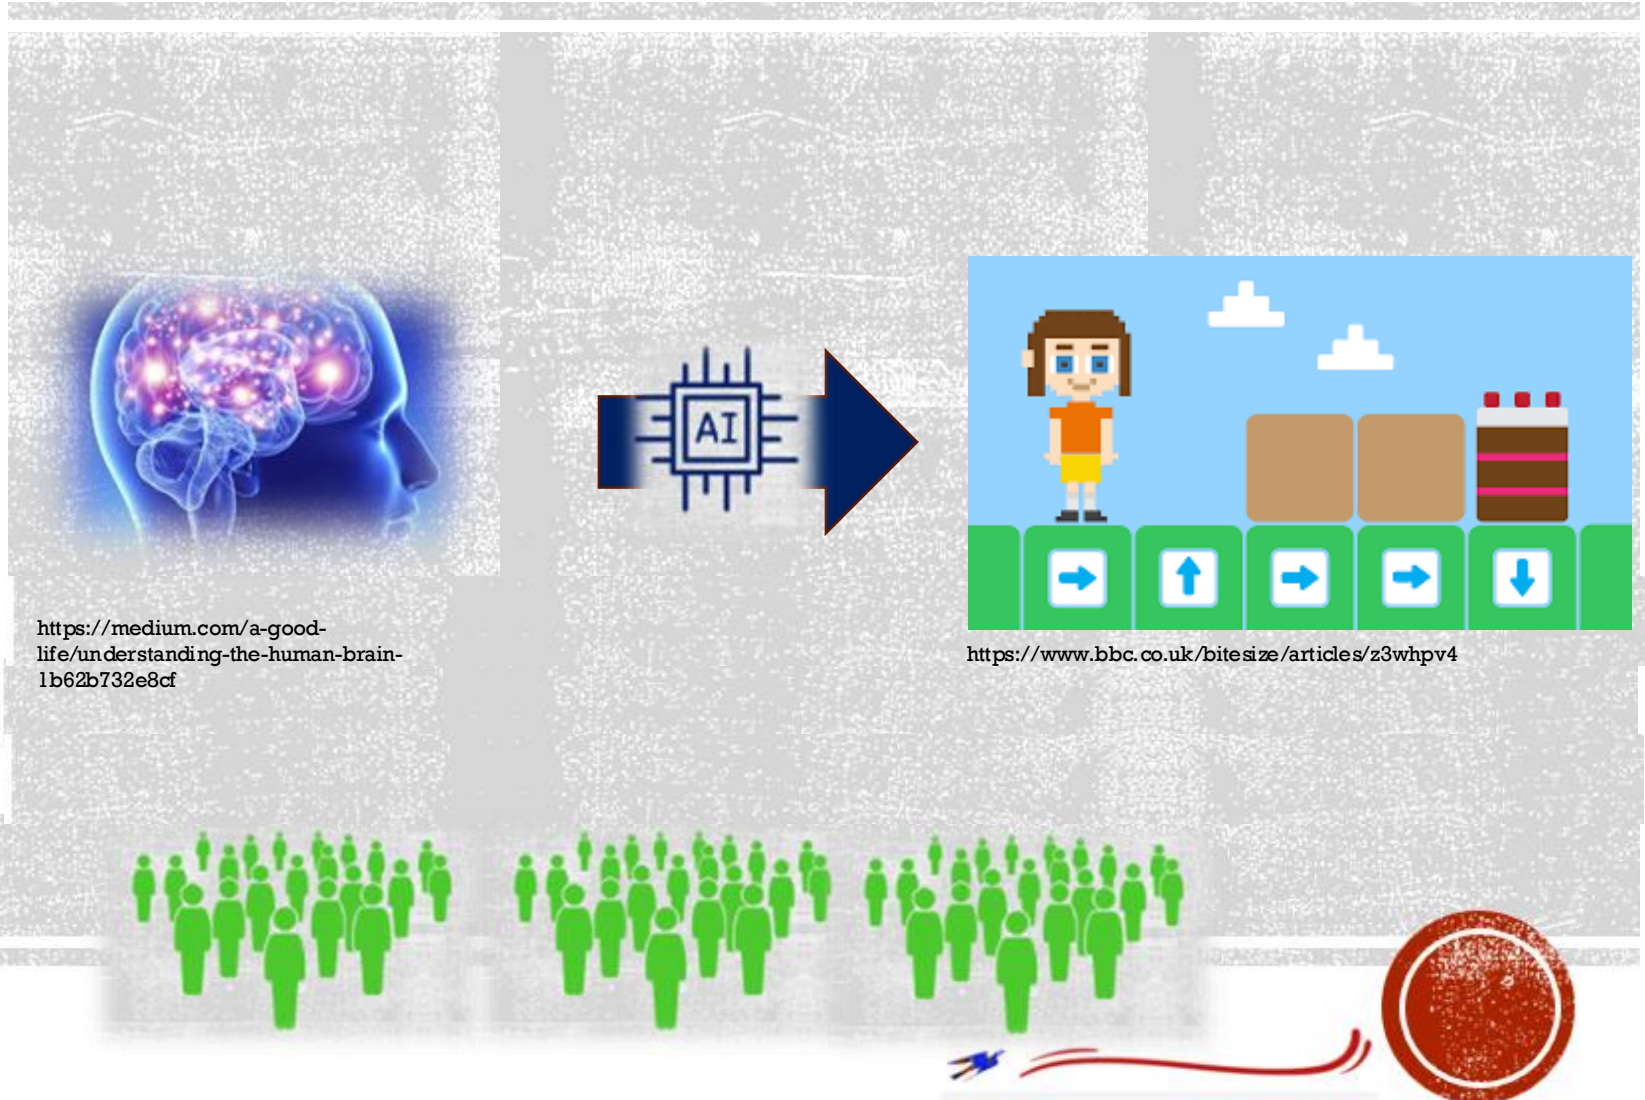 AI
https://medium.com/a-good-
life/understanding-the-human-brain-
1b62b732e8cf
https://www.bbc.co.uk/bitesize/articles/z3whpv4